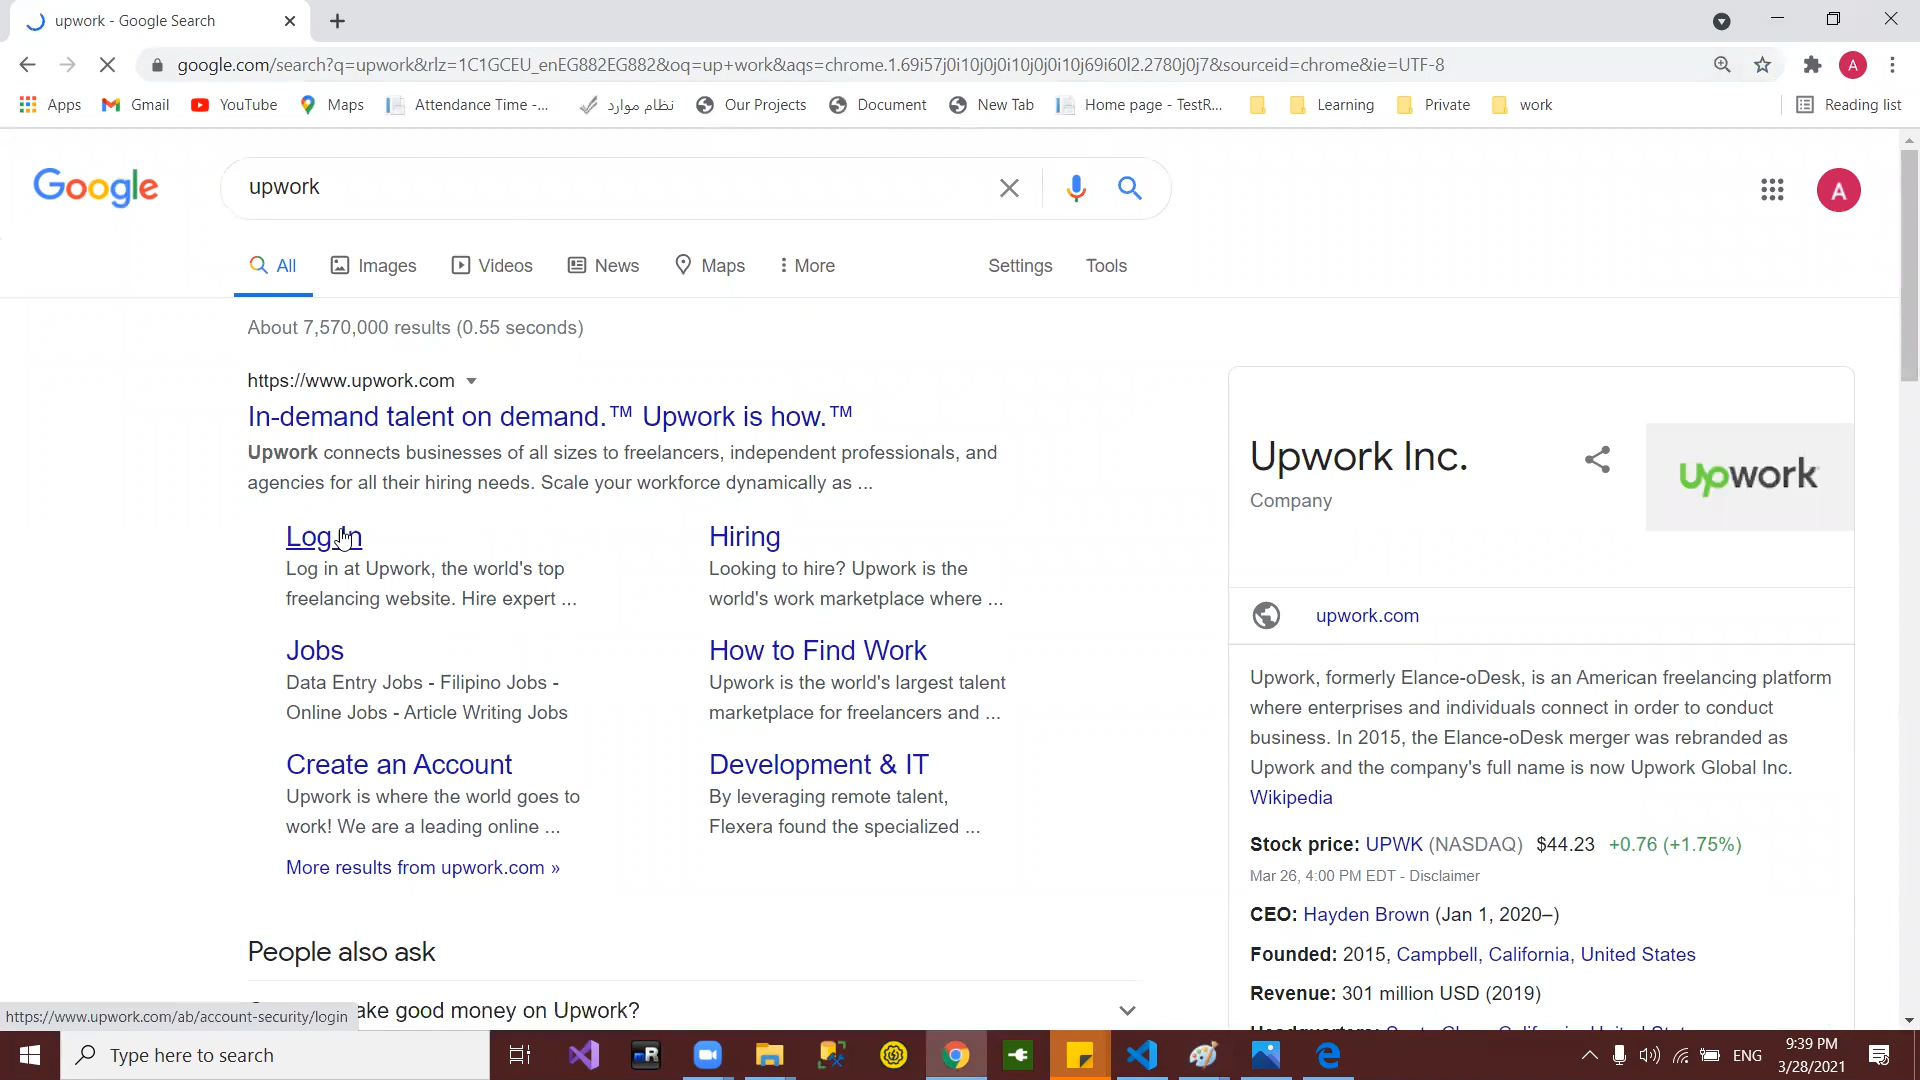 upwork - Google Search
google.com/search?q=upwork&rlz=1C1GCEU_enEG882EG882&oq=up+work&aqs=chrome.1.69i57j0i10j0j0i10j0j0i10j69i60l2.2780j0j7&sourceid=chrome&ie=UTF-8
A
Apps Gmail YouTube Maps Attendance Time -... نظام موارد Our Projects Document New Tab Home page - TestR... Learning Private work Reading list
Google
upwork
A
All Images Videos News Maps More Settings Tools
About 7,570,000 results (0.55 seconds)
https://www.upwork.com
In-demand talent on demand.™ Upwork is how.™
Upwork connects businesses of all sizes to freelancers, independent professionals, and
agencies for all their hiring needs. Scale your workforce dynamically as ...
Log In
Log in at Upwork, the world's top
freelancing website. Hire expert ...
Hiring
Looking to hire? Upwork is the
world's work marketplace where ...
Jobs
Data Entry Jobs - Filipino Jobs -
Online Jobs - Article Writing Jobs
How to Find Work
Upwork is the world's largest talent
marketplace for freelancers and ...
Create an Account
Upwork is where the world goes to
work! We are a leading online ...
Development & IT
By leveraging remote talent,
Flexera found the specialized ...
More results from upwork.com »
People also ask
ake good money on Upwork?
Upwork Inc.
Company
upwork
upwork.com
Upwork, formerly Elance-oDesk, is an American freelancing platform
where enterprises and individuals connect in order to conduct
business. In 2015, the Elance-oDesk merger was rebranded as
Upwork and the company's full name is now Upwork Global Inc.
Wikipedia
Stock price: UPWK (NASDAQ) $44.23 +0.76 (+1.75%)
Mar 26, 4:00 PM EDT - Disclaimer
CEO: Hayden Brown (Jan 1, 2020–)
Founded: 2015, Campbell, California, United States
Revenue: 301 million USD (2019)
https://www.upwork.com/ab/account-security/login
Type here to search
ENG
9:39 PM
3/28/2021